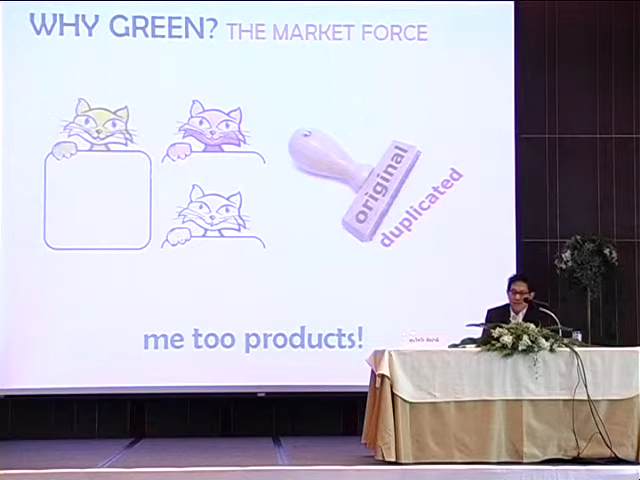 WHY GREEN? THE MARKET FORCE
original
duplicated
me too products!